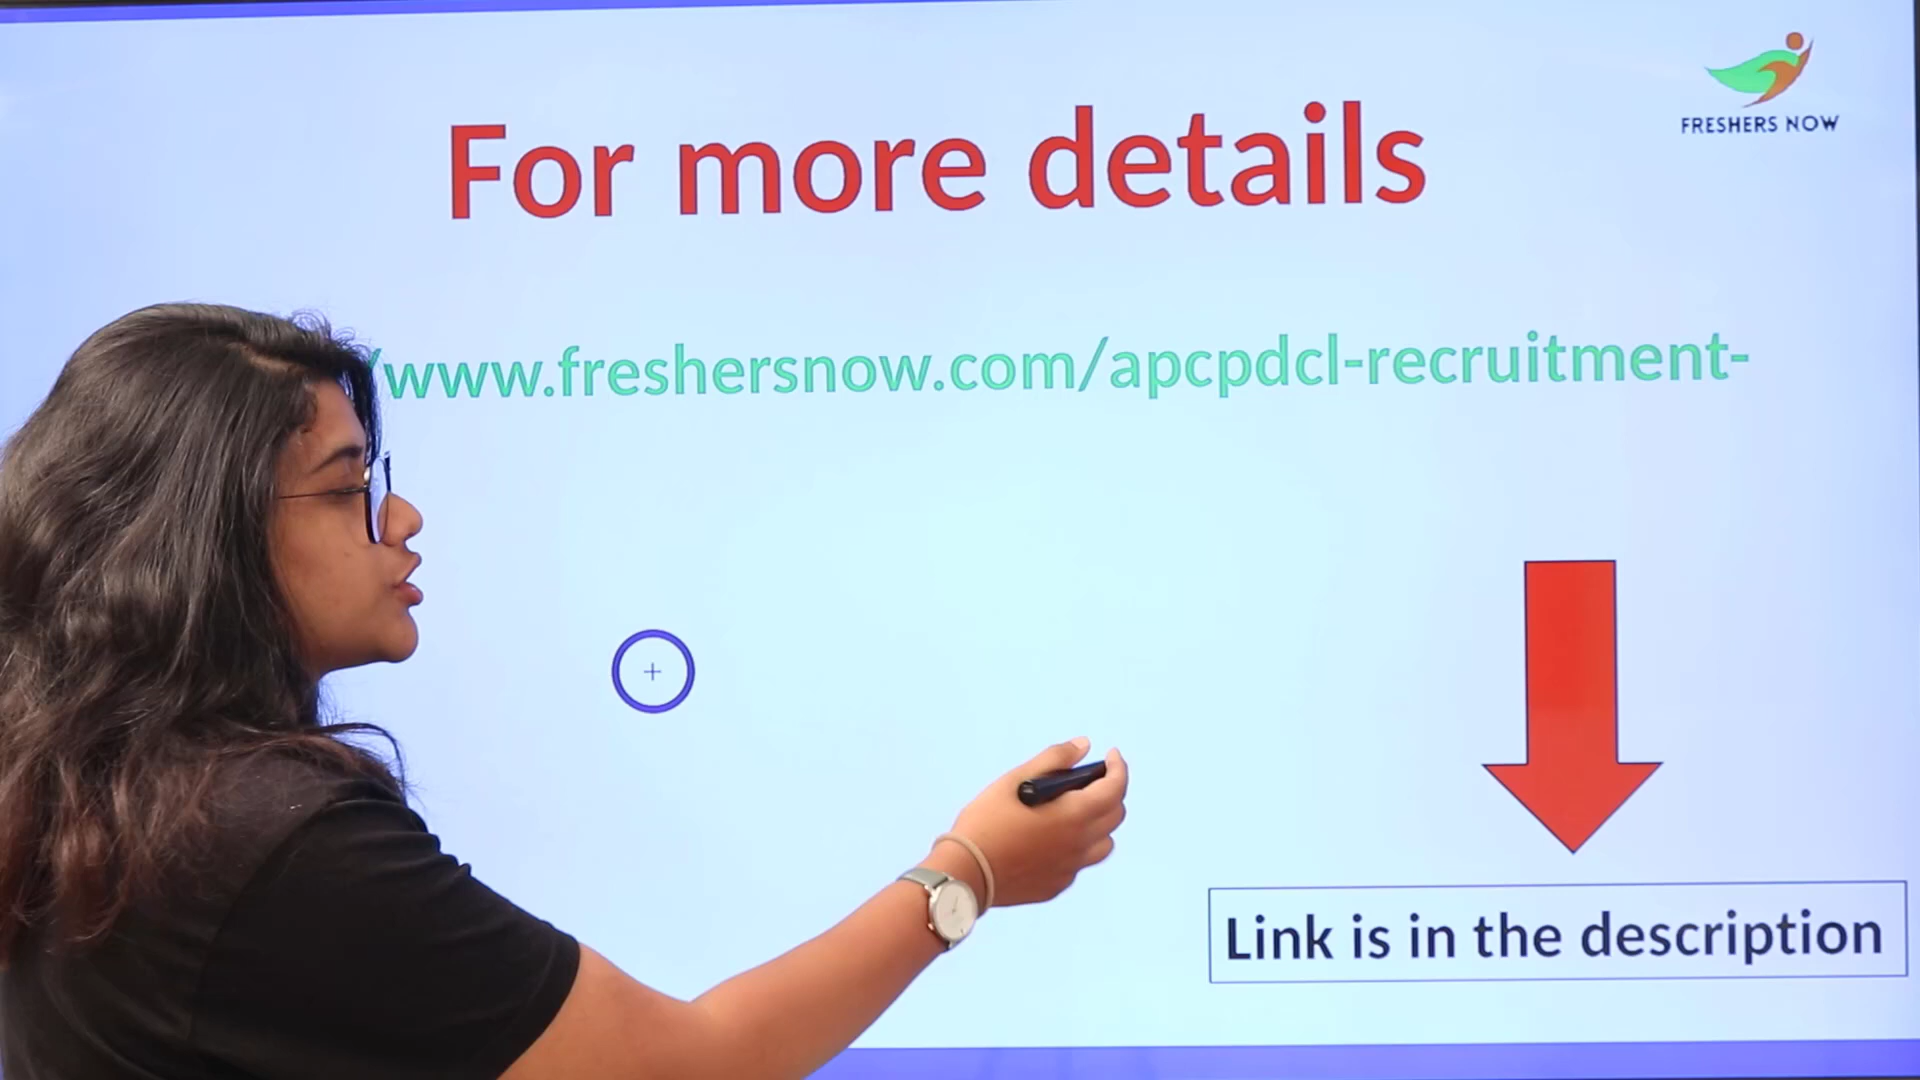 For more details
FRESHERS NOW
/www.freshersnow.com/apcpdcl-recruitment-
Link is in the description